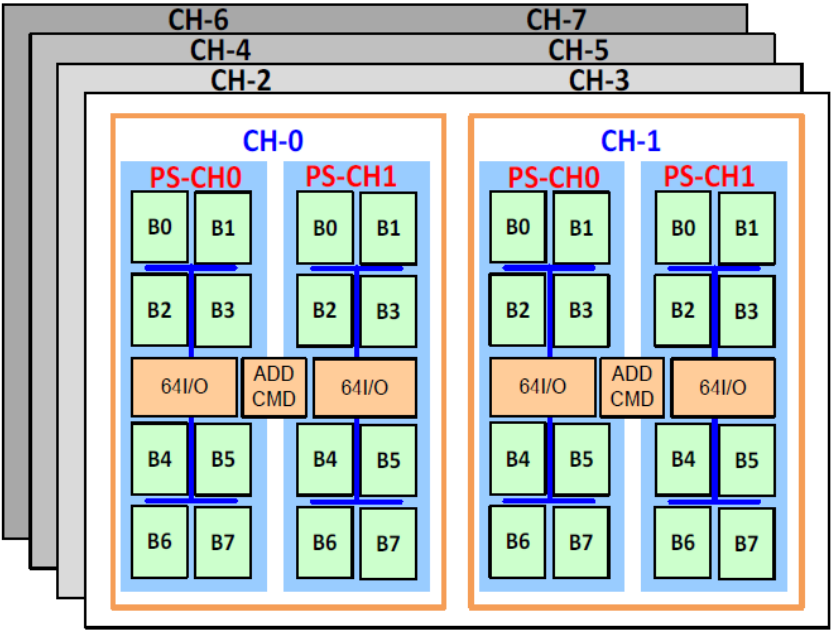 CH-6 CH-7
CH-4 CH-5
CH-2 CH-3
CH-0 CH-1
PS-CH0 PS-CH1 PS-CH0 PS-CH1
B0 B1 B0 B1 B0 B1 B0 B1
B2 B3 B2 B3 B2 B3 B2 B3
64I/O ADD CMD 64I/O 64I/O ADD CMD 64I/O
B4 B5 B4 B5 B4 B5 B4 B5
B6 B7 B6 B7 B6 B7 B6 B7